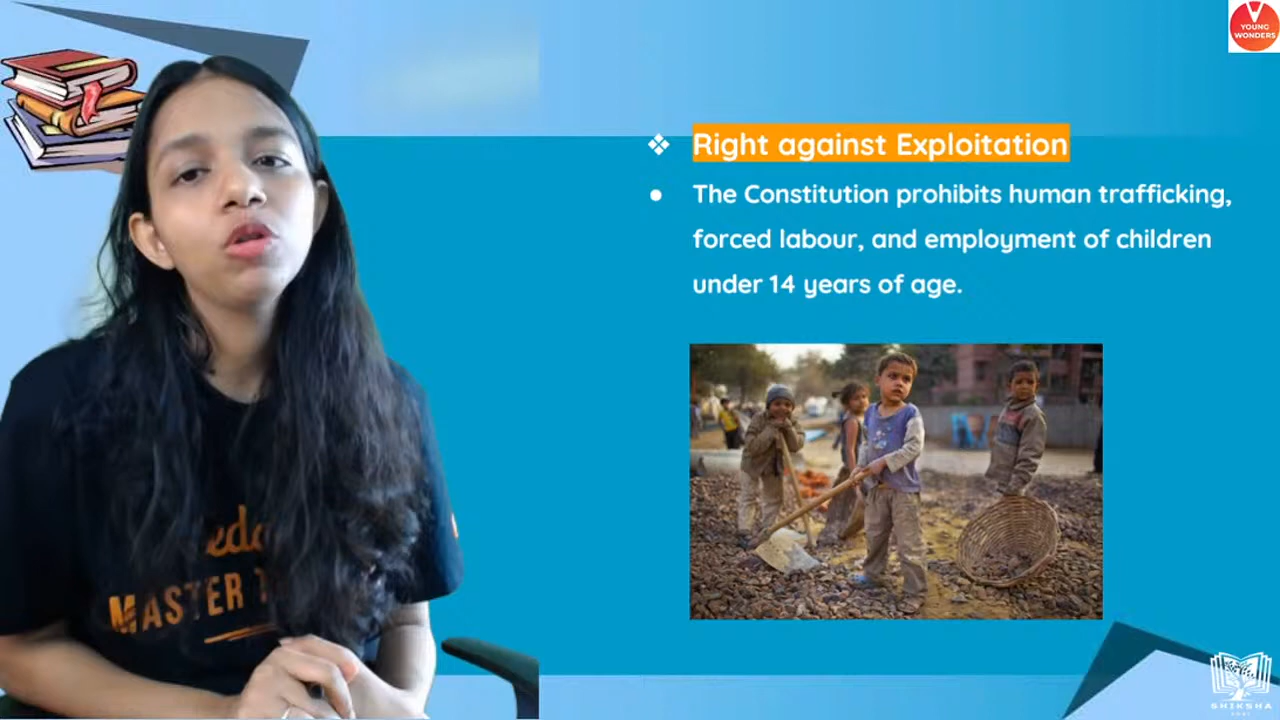 YOUNG
WONDERS
Right against Exploitation
The Constitution prohibits human trafficking,
forced labour, and employment of children
under 14 years of age.
MASTER
SHIKSHA